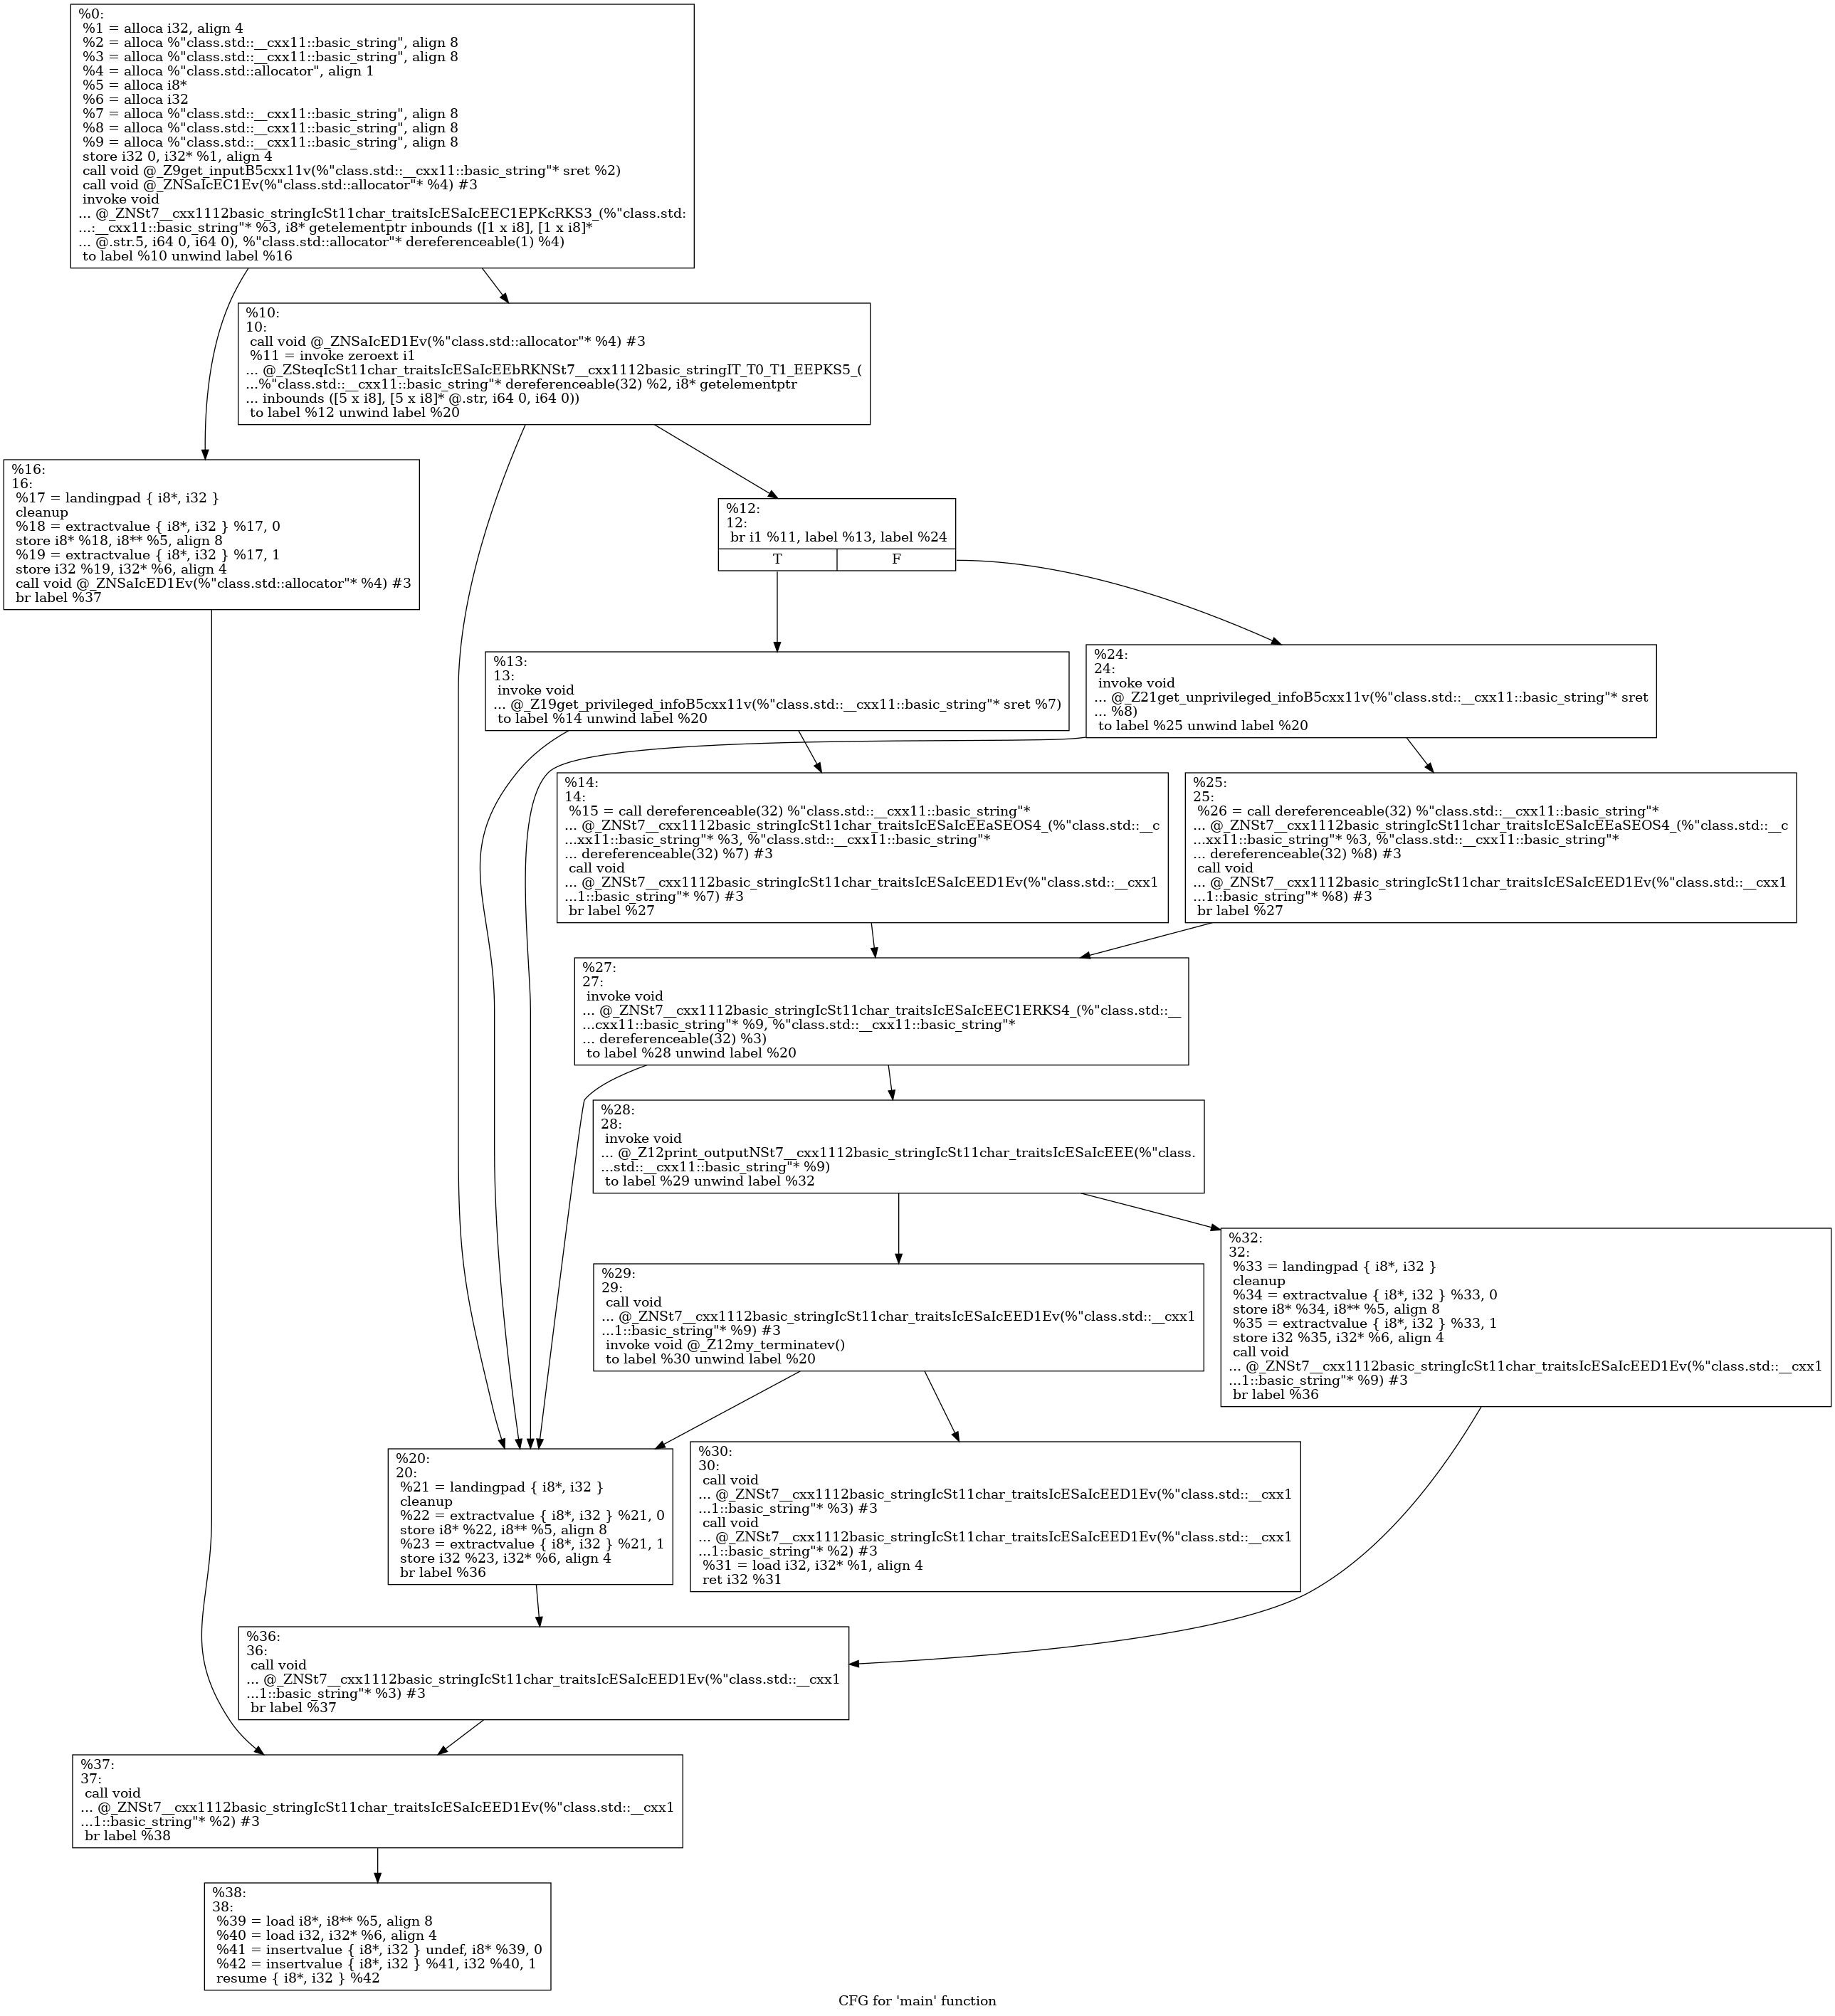 %0:
%1 = alloca i32, align 4
%2 = alloca %"class.std::__cxx11::basic_string", align 8
%3 = alloca %"class.std::__cxx11::basic_string", align 8
%4 = alloca %"class.std::allocator", align 1
%5 = alloca i8*
%6 = alloca i32
%7 = alloca %"class.std::__cxx11::basic_string", align 8
%8 = alloca %"class.std::__cxx11::basic_string", align 8
%9 = alloca %"class.std::__cxx11::basic_string", align 8
store i32 0, i32* %1, align 4
call void @_Z9get_inputB5cxx11v(%"class.std::__cxx11::basic_string"* sret %2)
call void @_ZNSaIcEC1Ev(%"class.std::allocator"* %4) #3
invoke void
... @_ZNSt7__cxx1112basic_stringIcSt11char_traitsIcESaIcEEC1EPKcRKS3_(%"class.std:
...:__cxx11::basic_string"* %3, i8* getelementptr inbounds ([1 x i8], [1 x i8]*
... @.str.5, i64 0, i64 0), %"class.std::allocator"* dereferenceable(1) %4)
to label %10 unwind label %16
%10:
10:
call void @_ZNSaIcED1Ev(%"class.std::allocator"* %4) #3
%11 = invoke zeroext i1
... @_ZSteqIcSt11char_traitsIcESaIcEEbRKNSt7__cxx1112basic_stringIT_T0_T1_EEPKS5_(
...%"class.std::__cxx11::basic_string"* dereferenceable(32) %2, i8* getelementptr
... inbounds ([5 x i8], [5 x i8]* @.str, i64 0, i64 0))
to label %12 unwind label %20
%16:
16:
%17 = landingpad { i8*, i32 }
cleanup
%18 = extractvalue { i8*, i32 } %17, 0
store i8* %18, i8** %5, align 8
%19 = extractvalue { i8*, i32 } %17, 1
store i32 %19, i32* %6, align 4
call void @_ZNSaIcED1Ev(%"class.std::allocator"* %4) #3
br label %37
%12:
12:
br i1 %11, label %13, label %24
T
F
%13:
13:
invoke void
... @_Z19get_privileged_infoB5cxx11v(%"class.std::__cxx11::basic_string"* sret %7)
to label %14 unwind label %20
%24:
24:
invoke void
... @_Z21get_unprivileged_infoB5cxx11v(%"class.std::__cxx11::basic_string"* sret
... %8)
to label %25 unwind label %20
%14:
14:
%15 = call dereferenceable(32) %"class.std::__cxx11::basic_string"*
... @_ZNSt7__cxx1112basic_stringIcSt11char_traitsIcESaIcEEaSEOS4_(%"class.std::__c
...xx11::basic_string"* %3, %"class.std::__cxx11::basic_string"*
... dereferenceable(32) %7) #3
call void
... @_ZNSt7__cxx1112basic_stringIcSt11char_traitsIcESaIcEED1Ev(%"class.std::__cxx1
...1::basic_string"* %7) #3
br label %27
%25:
25:
%26 = call dereferenceable(32) %"class.std::__cxx11::basic_string"*
... @_ZNSt7__cxx1112basic_stringIcSt11char_traitsIcESaIcEEaSEOS4_(%"class.std::__c
...xx11::basic_string"* %3, %"class.std::__cxx11::basic_string"*
... dereferenceable(32) %8) #3
call void
... @_ZNSt7__cxx1112basic_stringIcSt11char_traitsIcESaIcEED1Ev(%"class.std::__cxx1
...1::basic_string"* %8) #3
br label %27
%27:
27:
invoke void
... @_ZNSt7__cxx1112basic_stringIcSt11char_traitsIcESaIcEEC1ERKS4_(%"class.std::__
...cxx11::basic_string"* %9, %"class.std::__cxx11::basic_string"*
... dereferenceable(32) %3)
to label %28 unwind label %20
%28:
28:
invoke void
... @_Z12print_outputNSt7__cxx1112basic_stringIcSt11char_traitsIcESaIcEEE(%"class.
...std::__cxx11::basic_string"* %9)
to label %29 unwind label %32
%29:
29:
call void
... @_ZNSt7__cxx1112basic_stringIcSt11char_traitsIcESaIcEED1Ev(%"class.std::__cxx1
...1::basic_string"* %9) #3
invoke void @_Z12my_terminatev()
to label %30 unwind label %20
%32:
32:
%33 = landingpad { i8*, i32 }
cleanup
%34 = extractvalue { i8*, i32 } %33, 0
store i8* %34, i8** %5, align 8
%35 = extractvalue { i8*, i32 } %33, 1
store i32 %35, i32* %6, align 4
call void
... @_ZNSt7__cxx1112basic_stringIcSt11char_traitsIcESaIcEED1Ev(%"class.std::__cxx1
...1::basic_string"* %9) #3
br label %36
%20:
20:
%21 = landingpad { i8*, i32 }
cleanup
%22 = extractvalue { i8*, i32 } %21, 0
store i8* %22, i8** %5, align 8
%23 = extractvalue { i8*, i32 } %21, 1
store i32 %23, i32* %6, align 4
br label %36
%30:
30:
call void
... @_ZNSt7__cxx1112basic_stringIcSt11char_traitsIcESaIcEED1Ev(%"class.std::__cxx1
...1::basic_string"* %3) #3
call void
... @_ZNSt7__cxx1112basic_stringIcSt11char_traitsIcESaIcEED1Ev(%"class.std::__cxx1
...1::basic_string"* %2) #3
%31 = load i32, i32* %1, align 4
ret i32 %31
%36:
36:
call void
... @_ZNSt7__cxx1112basic_stringIcSt11char_traitsIcESaIcEED1Ev(%"class.std::__cxx1
...1::basic_string"* %3) #3
br label %37
%37:
37:
call void
... @_ZNSt7__cxx1112basic_stringIcSt11char_traitsIcESaIcEED1Ev(%"class.std::__cxx1
...1::basic_string"* %2) #3
br label %38
%38:
38:
%39 = load i8*, i8** %5, align 8
%40 = load i32, i32* %6, align 4
%41 = insertvalue { i8*, i32 } undef, i8* %39, 0
%42 = insertvalue { i8*, i32 } %41, i32 %40, 1
resume { i8*, i32 } %42
CFG for 'main' function